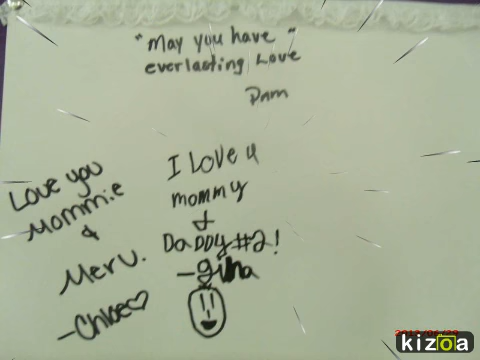 "May you have"
everlasting Love
Pam
Love you
Mommie
&
Merv.
-Chloe♡
I Love u
mommy
&
DaDDy#2!
-gina
kizoa